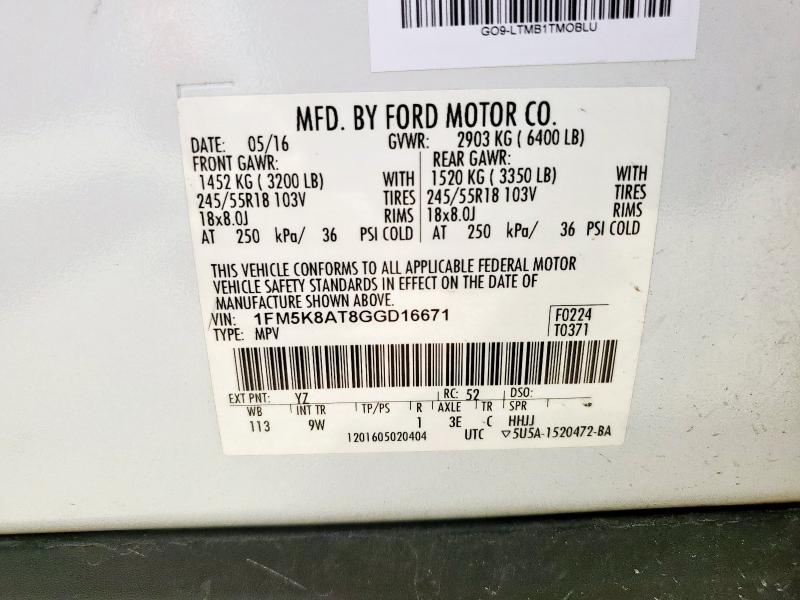 GO9-LTMB1TMOBLU
MFD. BY FORD MOTOR CO.
DATE: 05/16 GVWR: 2903 KG ( 6400 LB)
FRONT GAWR: REAR GAWR:
1452 KG ( 3200 LB) WITH 1520 KG ( 3350 LB) WITH
245/55R18 103V TIRES 245/55R18 103V TIRES
18x8.0J RIMS 18x8.0J RIMS
AT 250 kPa/ 36 PSI COLD AT 250 kPa/ 36 PSI COLD
THIS VEHICLE CONFORMS TO ALL APPLICABLE FEDERAL MOTOR
VEHICLE SAFETY STANDARDS IN EFFECT ON THE DATE OF
MANUFACTURE SHOWN ABOVE.
VIN: 1FM5K8AT8GGD16671 F0224
TYPE: MPV T0371
EXT PNT: YZ RC: 52 DSO:
WB INT TR TP/PS R AXLE TR SPR
113 9W 1 3E C HHJJ
1201605020404 UTC ▽5U5A-1520472-BA